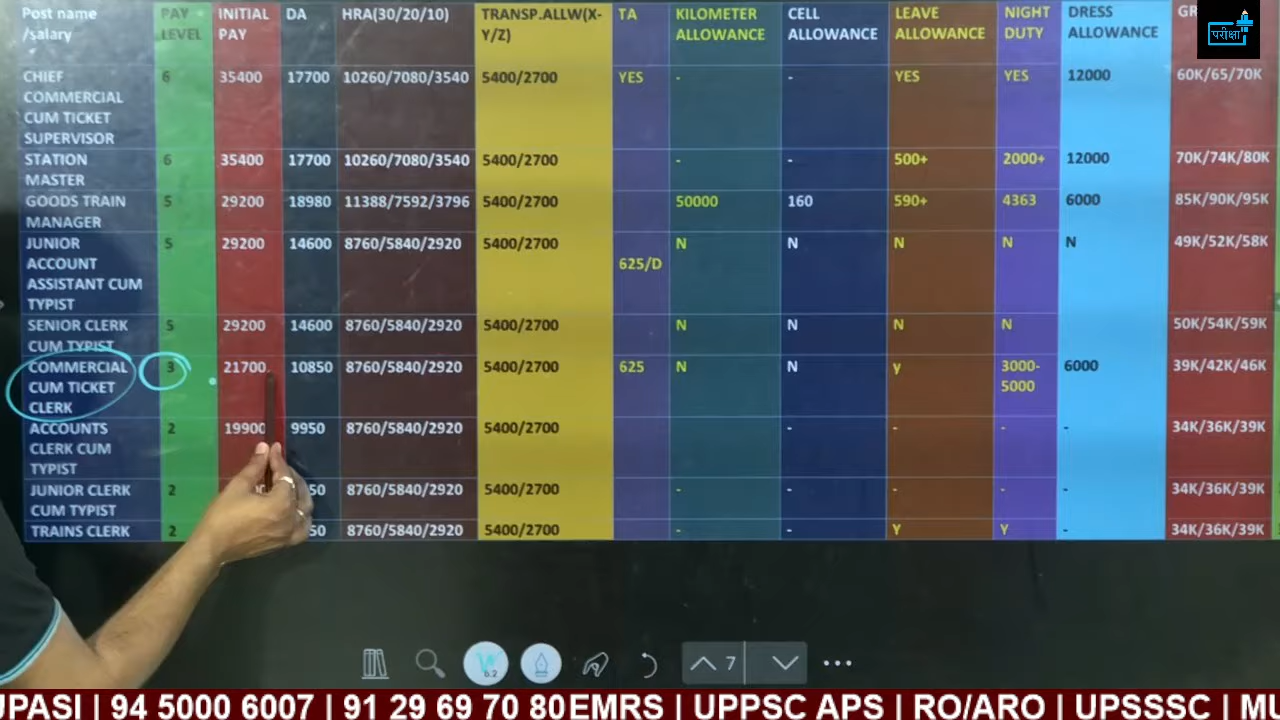 Post name /salary PAY LEVEL INITIAL PAY DA HRA(30/20/10) TRANSP.ALLW(X-Y/Z) TA KILOMETER ALLOWANCE CELL ALLOWANCE LEAVE ALLOWANCE NIGHT DUTY DRESS ALLOWANCE
परीक्षा
CHIEF COMMERCIAL CUM TICKET SUPERVISOR 6 35400 17700 10260/7080/3540 5400/2700 YES - - YES YES 12000 60K/65/70K
STATION MASTER 6 35400 17700 10260/7080/3540 5400/2700 - - 500+ 2000+ 12000 70K/74K/80K
GOODS TRAIN MANAGER 5 29200 18980 11388/7592/3796 5400/2700 50000 160 590+ 4363 6000 85K/90K/95K
JUNIOR ACCOUNT ASSISTANT CUM TYPIST 5 29200 14600 8760/5840/2920 5400/2700 625/D N N N N N 49K/52K/58K
SENIOR CLERK CUM TYPIST 5 29200 14600 8760/5840/2920 5400/2700 N N N N 50K/54K/59K
COMMERCIAL CUM TICKET CLERK 3 21700 10850 8760/5840/2920 5400/2700 625 N N y 3000-5000 6000 39K/42K/46K
ACCOUNTS CLERK CUM TYPIST 2 19900 9950 8760/5840/2920 5400/2700 - - - - - 34K/36K/39K
JUNIOR CLERK CUM TYPIST 2 8760/5840/2920 5400/2700 - - - - - 34K/36K/39K
TRAINS CLERK 2 8760/5840/2920 5400/2700 - - Y Y - 34K/36K/39K
7
UPASI | 94 5000 6007 | 91 29 69 70 80 EMRS | UPPSC APS | RO/ARO | UPSSSC | MU